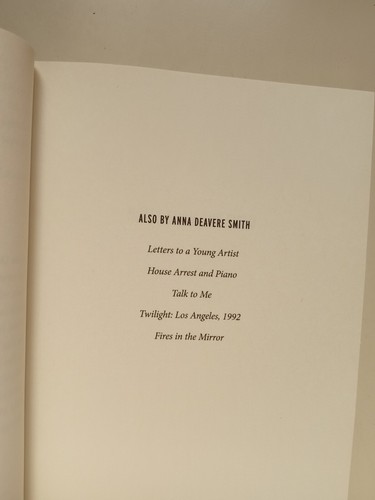 ALSO BY ANNA DEAVERE SMITH
Letters to a Young Artist
House Arrest and Piano
Talk to Me
Twilight: Los Angeles, 1992
Fires in the Mirror